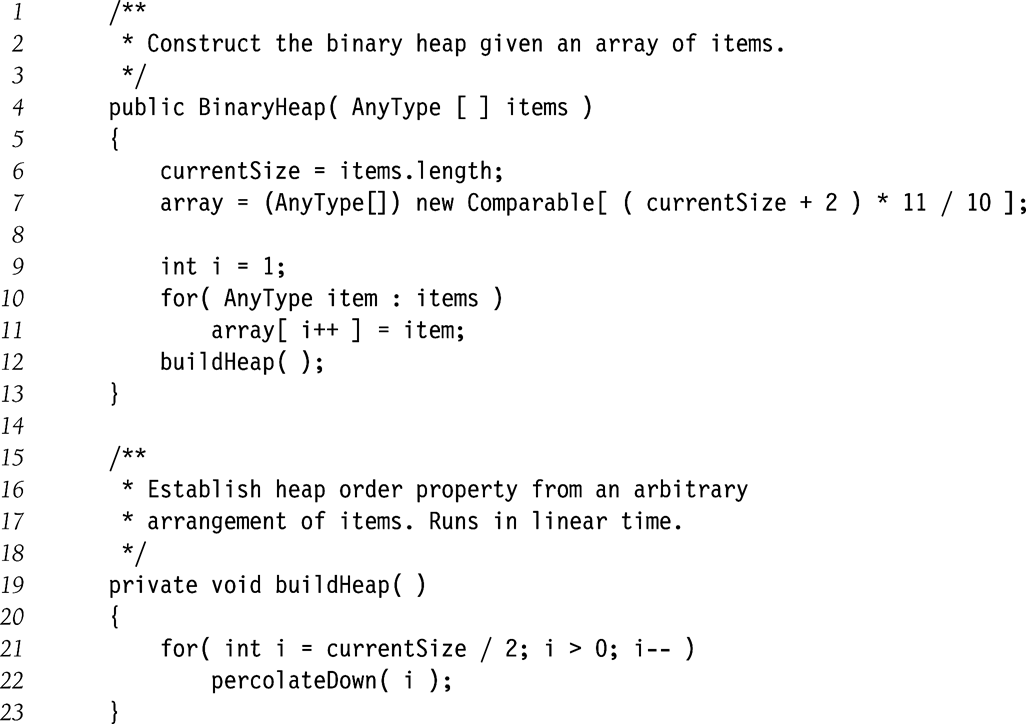 1 /**
2  * Construct the binary heap given an array of items.
3  */
4 public BinaryHeap( AnyType [ ] items )
5 {
6     currentSize = items.length;
7     array = (AnyType[]) new Comparable[ ( currentSize + 2 ) * 11 / 10 ];
8
9     int i = 1;
10     for( AnyType item : items )
11         array[ i++ ] = item;
12     buildHeap( );
13 }
14
15 /**
16  * Establish heap order property from an arbitrary
17  * arrangement of items. Runs in linear time.
18  */
19 private void buildHeap( )
20 {
21     for( int i = currentSize / 2; i > 0; i-- )
22         percolateDown( i );
23 }